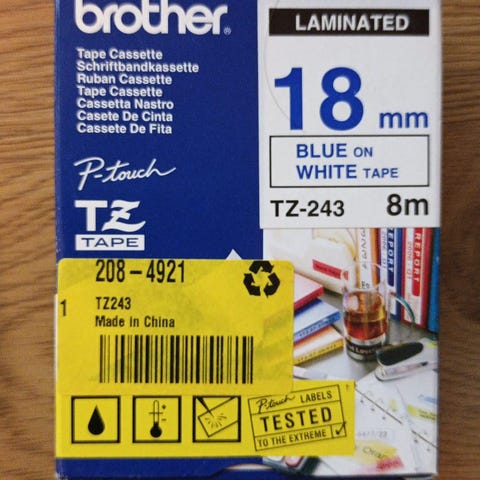 brother®
LAMINATED
Tape Cassette
Schriftbandkassette
Ruban Cassette
Tape Cassette
Cassetta Nastro
Casete De Cinta
Cassete De Fita
18 mm
BLUE ON
WHITE TAPE
P-touch
TZ-243 8m
TZ
TAPE
REPORT
REPORT
208-4921
1
TZ243
Made in China
P-touch LABELS
TESTED
TO THE EXTREME